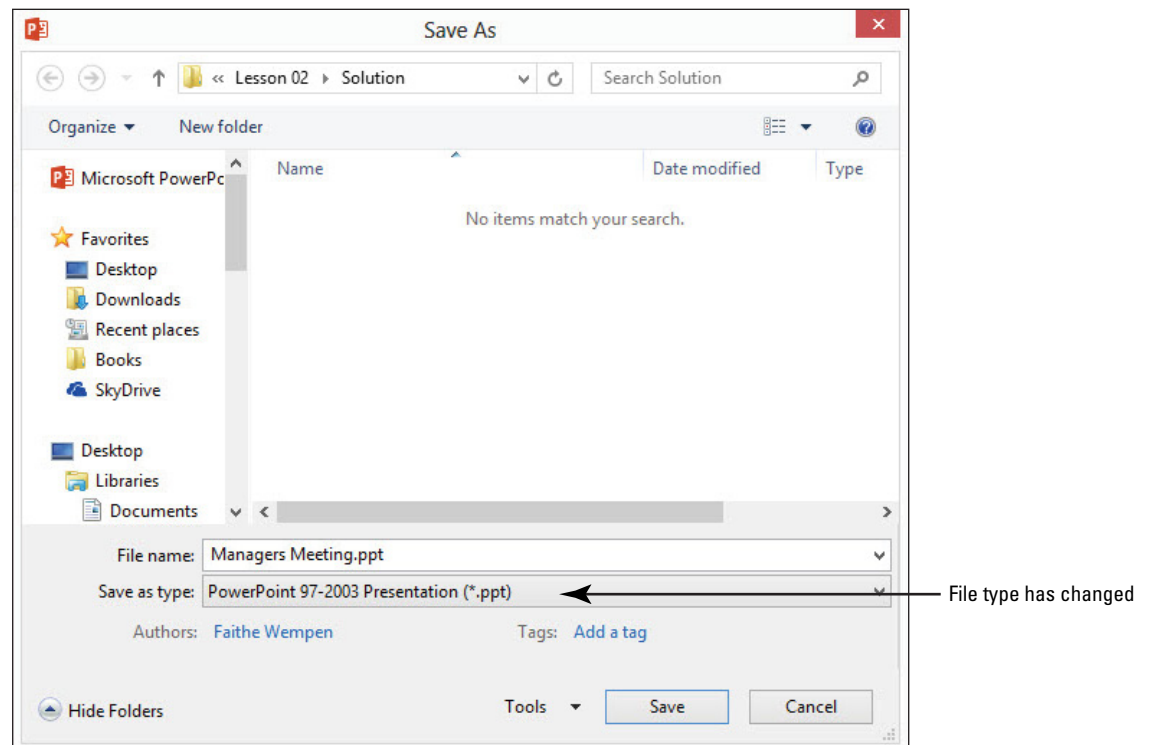 Save As
« Lesson 02 ▸ Solution
Search Solution
Organize
New folder
Microsoft PowerPc
Name
Date modified
Type
No items match your search.
Favorites
Desktop
Downloads
Recent places
Books
SkyDrive
Desktop
Libraries
Documents
File name: Managers Meeting.ppt
Save as type: PowerPoint 97-2003 Presentation (*.ppt)
File type has changed
Authors: Faithe Wempen
Tags: Add a tag
Hide Folders
Tools
Save
Cancel